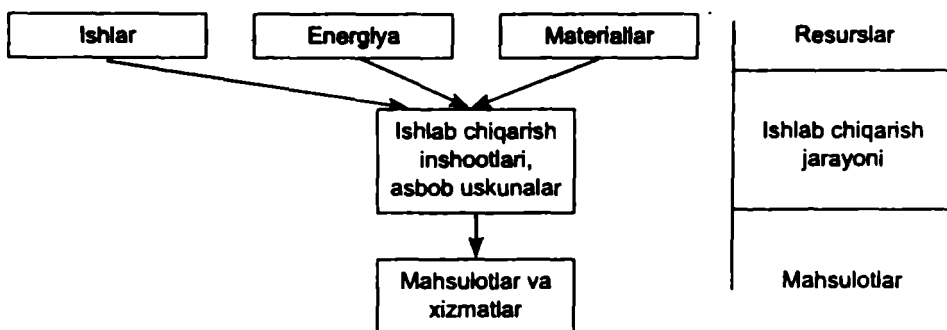 Ishlar
Energiya
Materiallar
Resurslar
Ishlab chiqarish
inshootlari,
asbob uskunalar
Ishlab chiqarish
jarayoni
Mahsulotlar va
xizmatlar
Mahsulotlar